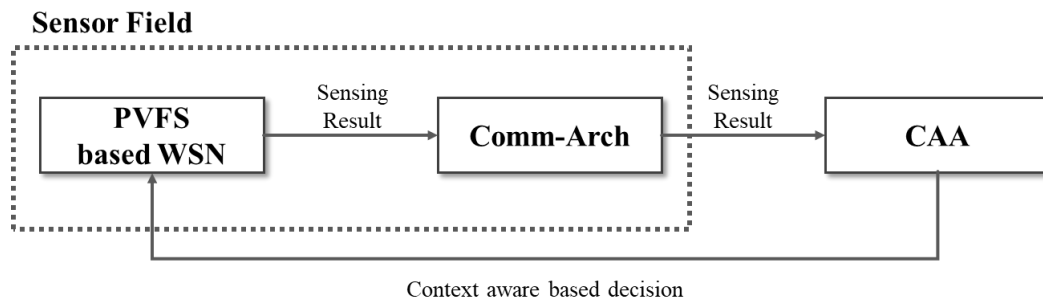 Sensor Field
PVFS
based WSN
Sensing
Result
Comm-Arch
Sensing
Result
CAA
Context aware based decision